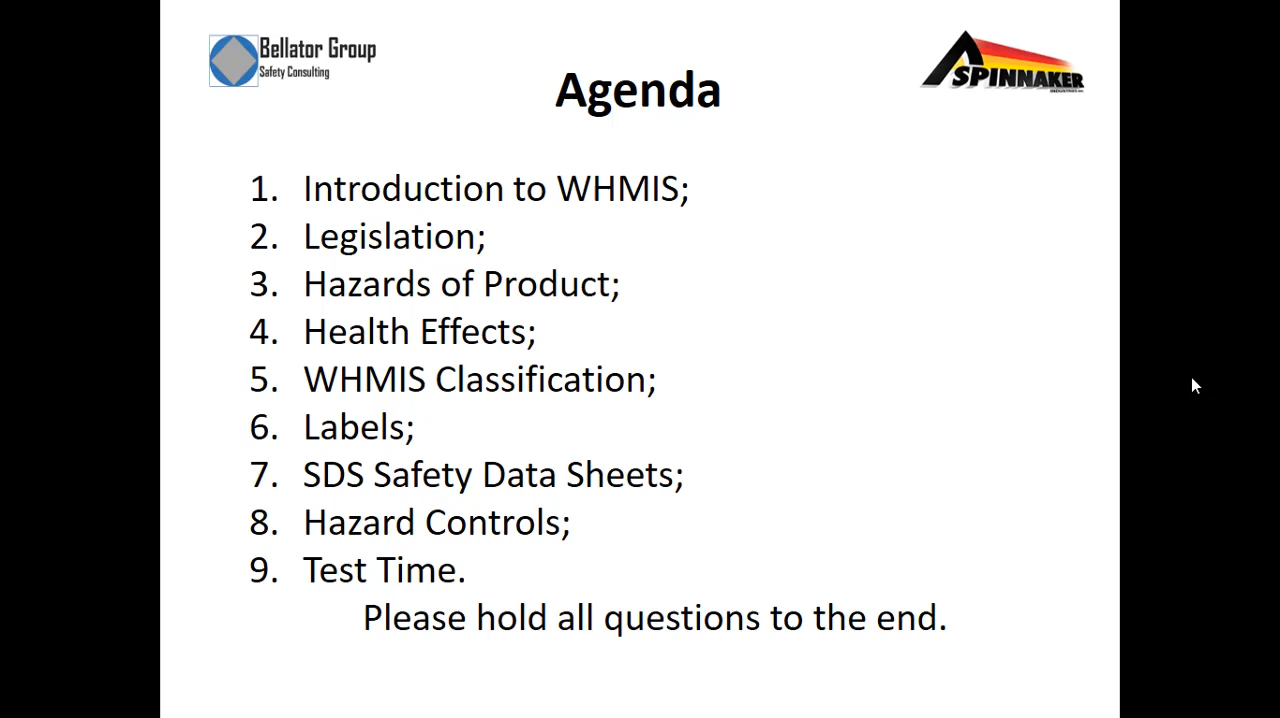 Bellator Group
Safety Consulting
SPINNAKER
INDUSTRIES INC
Agenda
1. Introduction to WHMIS;
2. Legislation;
3. Hazards of Product;
4. Health Effects;
5. WHMIS Classification;
6. Labels;
7. SDS Safety Data Sheets;
8. Hazard Controls;
9. Test Time.
Please hold all questions to the end.